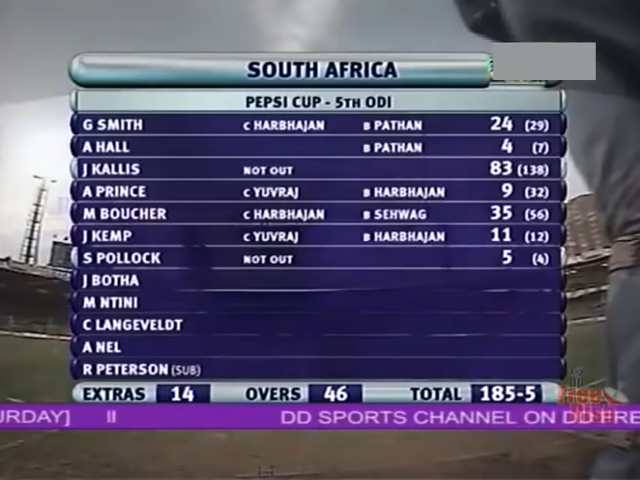 SOUTH AFRICA
PEPSI CUP - 5TH ODI
G SMITH C HARBHAJAN B PATHAN 24 (29)
A HALL B PATHAN 4 (7)
J KALLIS NOT OUT 83 (138)
A PRINCE C YUVRAJ B HARBHAJAN 9 (32)
M BOUCHER C HARBHAJAN B SEHWAG 35 (56)
J KEMP C YUVRAJ B HARBHAJAN 11 (12)
S POLLOCK NOT OUT 5 (4)
J BOTHA
M NTINI
C LANGEVELDT
A NEL
R PETERSON (SUB)
EXTRAS 14 OVERS 46 TOTAL 185-5
URDAY] II DD SPORTS CHANNEL ON DD